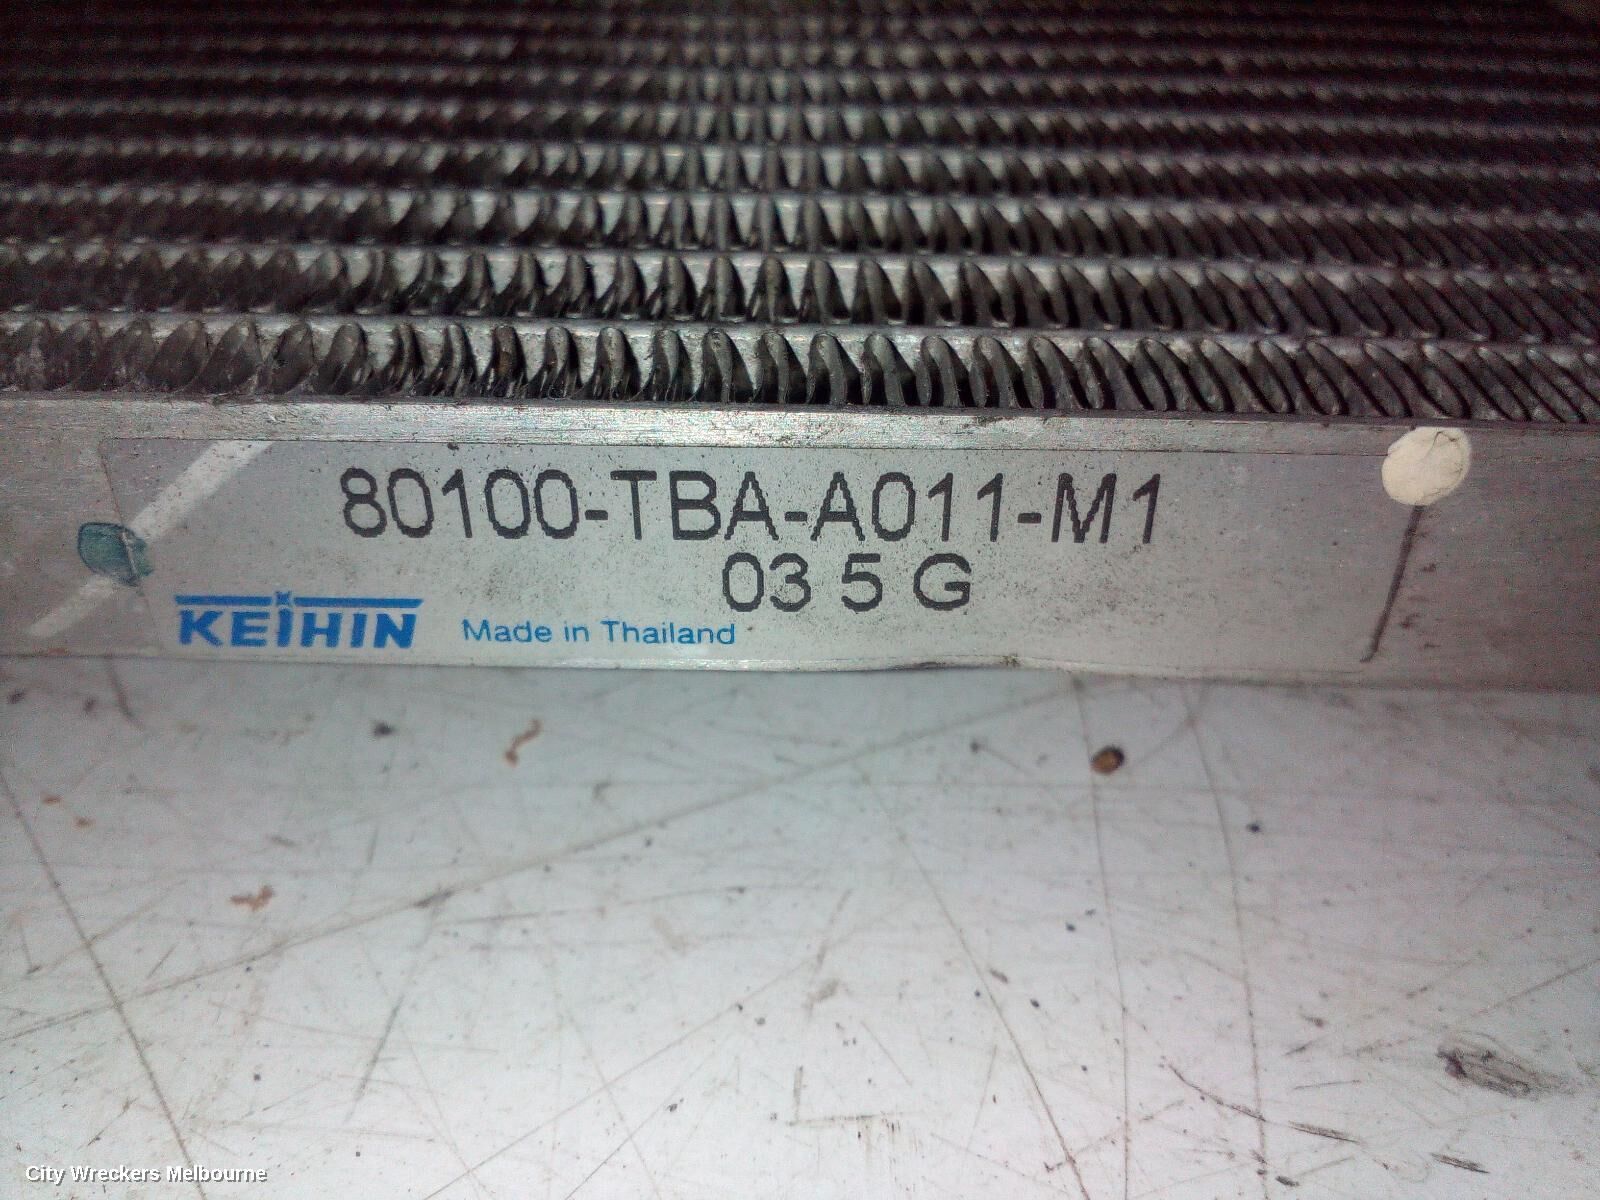 80100-TBA-A011-M1
03 5 G
KEIHIN Made in Thailand
City Wreckers Melbourne